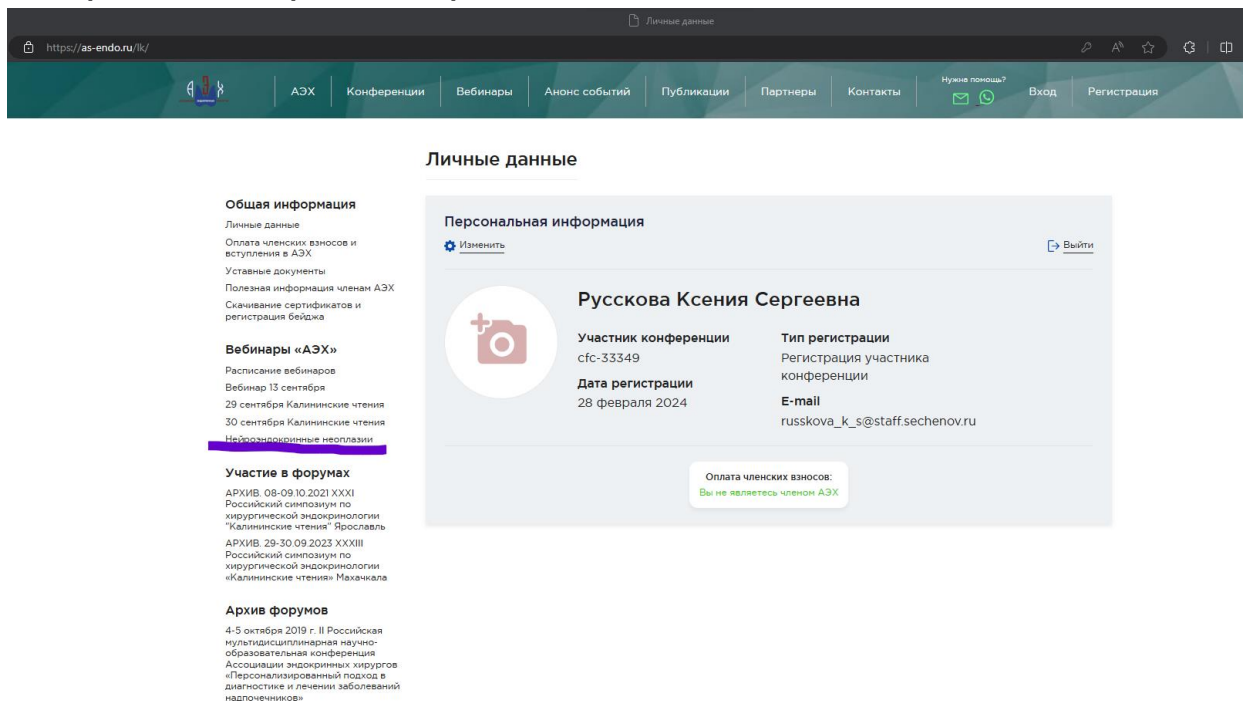 Личные данные
https://as-endo.ru/lk/
АЭХ
Конференции
Вебинары
Анонс событий
Публикации
Партнеры
Контакты
Нужна помощь?
Вход
Регистрация
Личные данные
Общая информация
Личные данные
Оплата членских взносов и
вступления в АЭХ
Уставные документы
Полезная информация членам АЭХ
Скачивание сертификатов и
регистрация бейджа
Вебинары «АЭХ»
Расписание вебинаров
Вебинар 13 сентября
29 сентября Калининские чтения
30 сентября Калининские чтения
Нейроэндокринные неоплазии
Участие в форумах
АРХИВ. 08-09.10.2021 XXXI
Российский симпозиум по
хирургической эндокринологии
"Калининские чтения" Ярославль
АРХИВ. 29-30.09.2023 XXXIII
Российский симпозиум по
хирургической эндокринологии
«Калининские чтения» Махачкала
Архив форумов
4-5 октября 2019 г. II Российская
мультидисциплинарная научно-
образовательная конференция
Ассоциации эндокринных хирургов
«Персонализированный подход в
диагностике и лечении заболеваний
надпочечников»
Персональная информация
Изменить
Выйти
Русскова Ксения Сергеевна
Участник конференции
cfc-33349
Дата регистрации
28 февраля 2024
Тип регистрации
Регистрация участника
конференции
E-mail
russkova_k_s@staff.sechenov.ru
Оплата членских взносов:
Вы не являетесь членом АЭХ